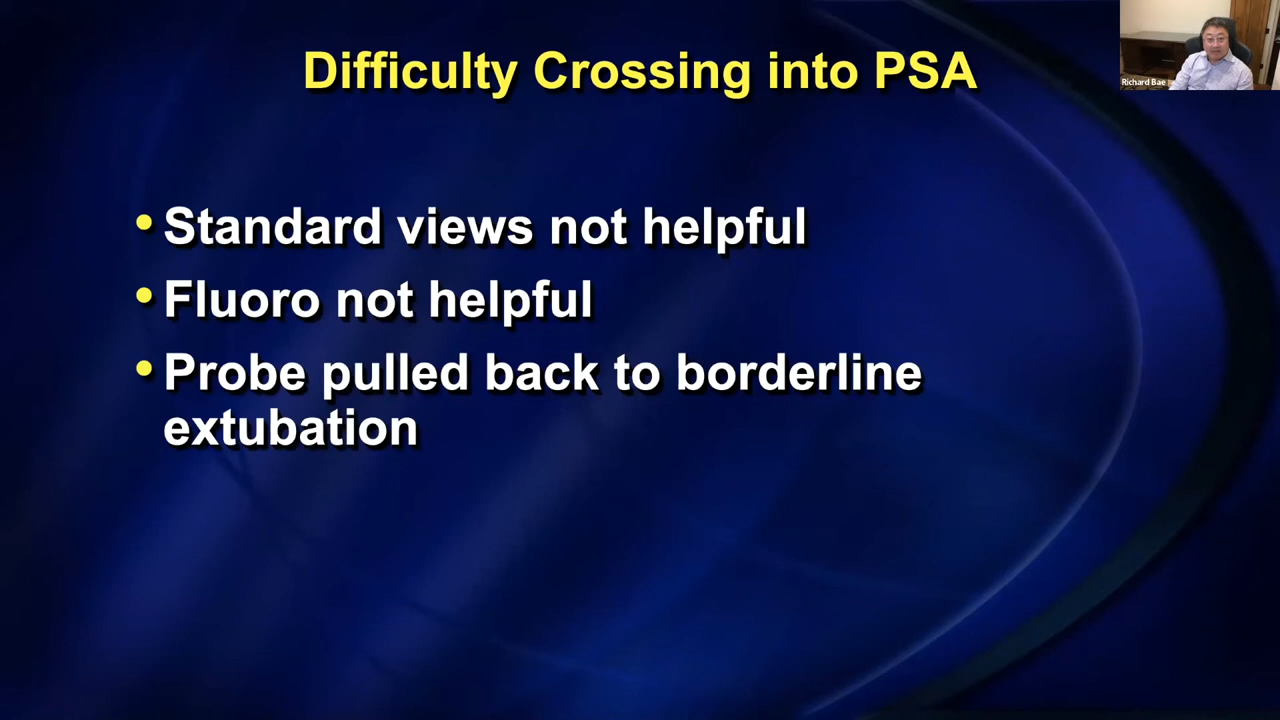 Difficulty Crossing into PSA
Richard Bae
• Standard views not helpful
• Fluoro not helpful
• Probe pulled back to borderline
extubation